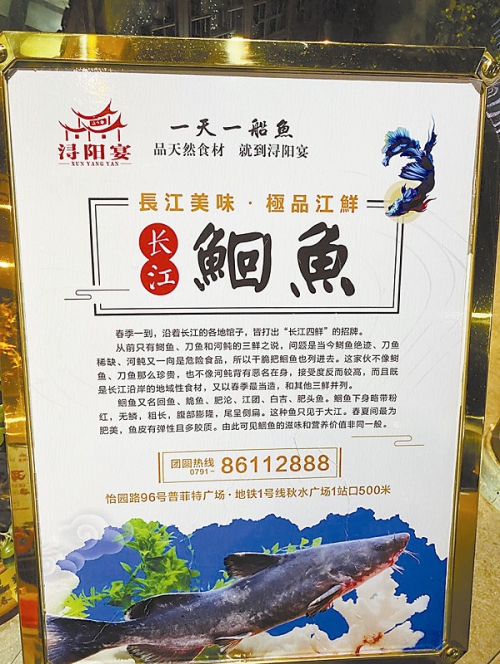 浔阳宴
XUN YANG YAN
一天一船魚
品天然食材 就到浔阳宴
長江美味·極品江鮮
长江
鮰魚
春季一到，沿着长江的各地馆子，皆打出“长江四鲜”的招牌。
从前只有鲥鱼、刀鱼和河鲀的三鲜之说，问题是当今鲥鱼绝迹、刀鱼
稀缺、河鲀又一向是危险食品，所以干脆把鮰鱼也列进去。这家伙不像鲥
鱼、刀鱼那么珍贵，也不像河鲀背有恶名在身，接受度反而较高，而且既
是长江沿岸的地域性食材，又以春季最当造，和其他三鲜并列。
鮰鱼又名回鱼、鮠鱼、肥沱、江团、白吉、肥头鱼。鮰鱼下身略带粉
红，无鳞，粗长，腹部膨隆，尾呈侧扁。这种鱼只见于大江。春夏间最为
肥美，鱼皮有弹性且多胶质。由此可见鮰鱼的滋味和营养价值非同一般。
团圆热线
0791-
86112888
怡园路96号普菲特广场·地铁1号线秋水广场1站口500米